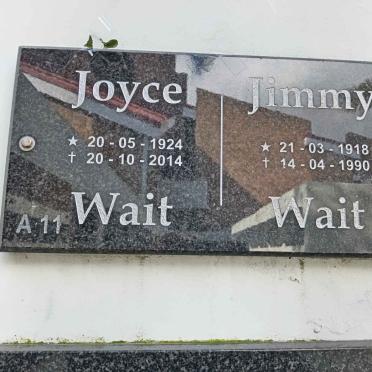 Joyce
★ 20 - 05 - 1924
† 20 - 10 - 2014
Wait
Jimmy
★ 21 - 03 - 1918
† 14 - 04 - 1990
Wait
A 11